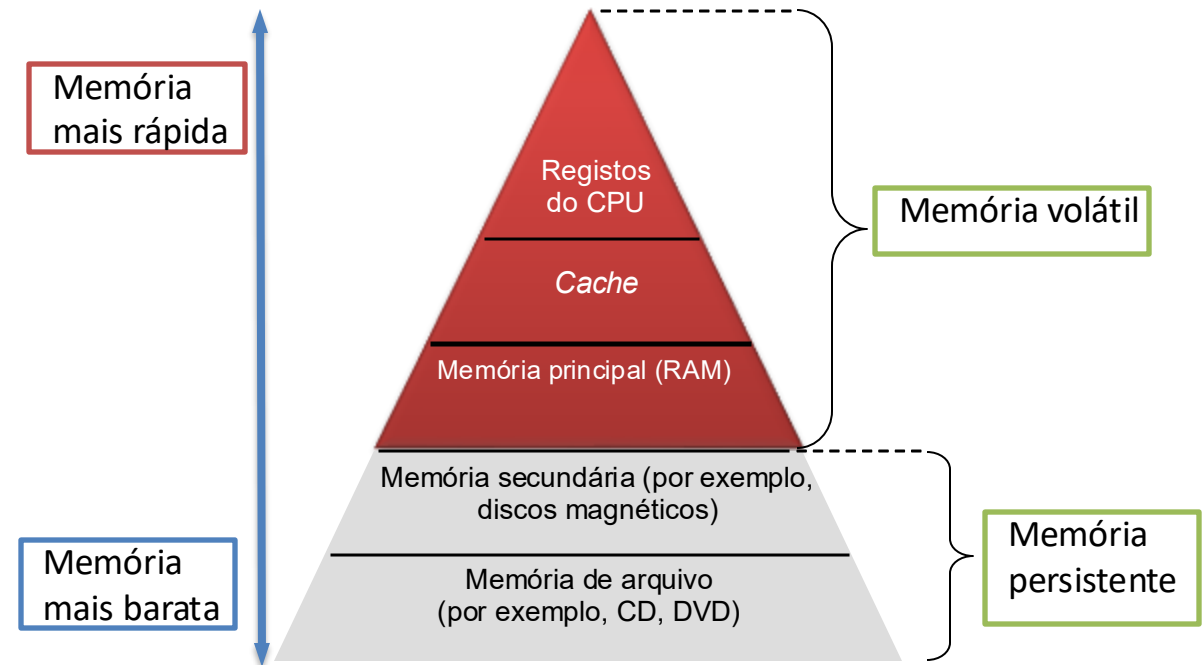 Memória
mais rápida
Registos
do CPU
Cache
Memória principal (RAM)
Memória volátil
Memória secundária (por exemplo,
discos magnéticos)
Memória de arquivo
(por exemplo, CD, DVD)
Memória
mais barata
Memória
persistente